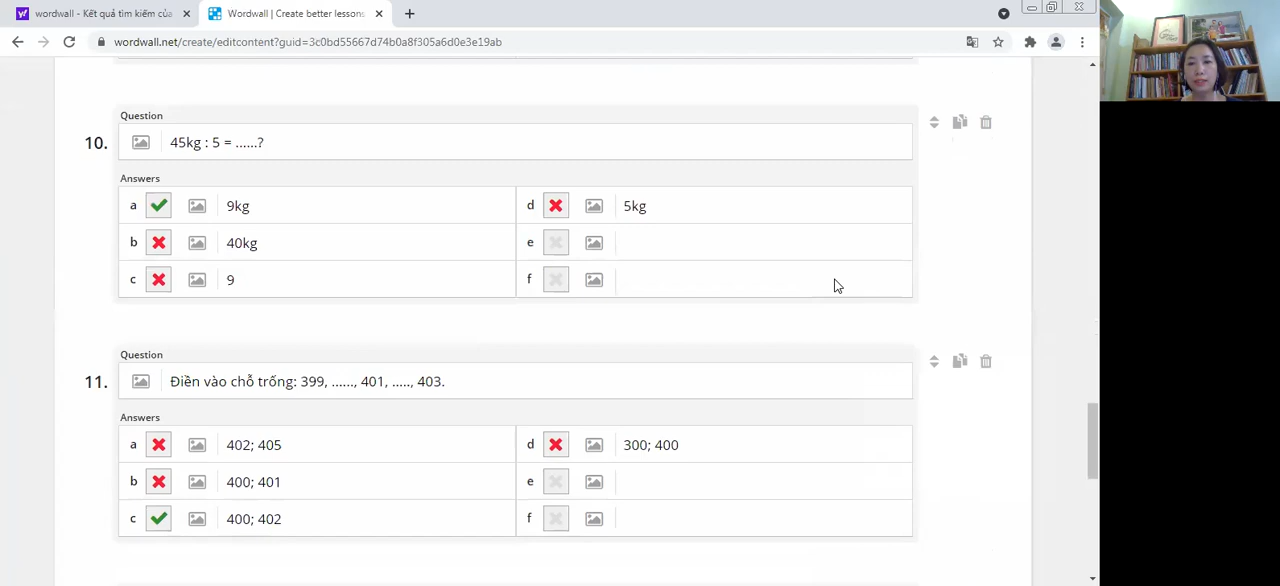 wordwall - Kết quả tìm kiếm củ
Wordwall | Create better lessons
wordwall.net/create/editcontent?guid=3c0bd55667d74b0a8f305a6d0e3e19ab
Question
10.
45kg : 5 = ......?
Answers
a 9kg
d 5kg
b 40kg
e
c 9
f
Question
11.
Điền vào chỗ trống: 399, ......, 401, ....., 403.
Answers
a 402; 405
d 300; 400
b 400; 401
e
c 400; 402
f